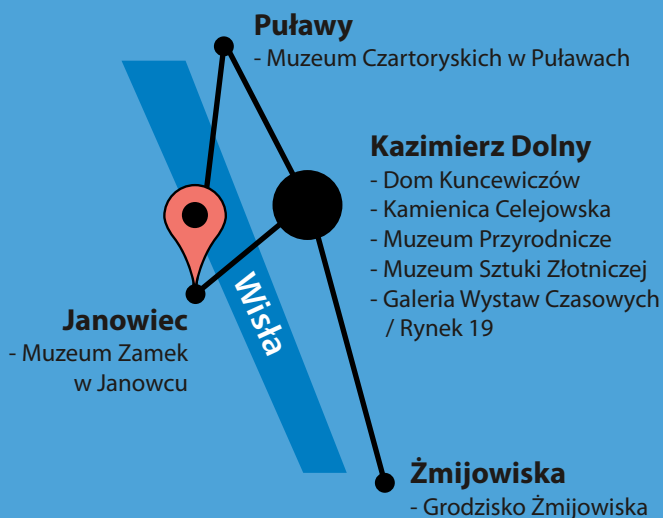 Puławy
- Muzeum Czartoryskich w Puławach
Kazimierz Dolny
- Dom Kuncewiczów
- Kamienica Celejowska
- Muzeum Przyrodnicze
- Muzeum Sztuki Złotniczej
- Galeria Wystaw Czasowych
/ Rynek 19
Wisła
Janowiec
- Muzeum Zamek
w Janowcu
Żmijowiska
- Grodzisko Żmijowiska